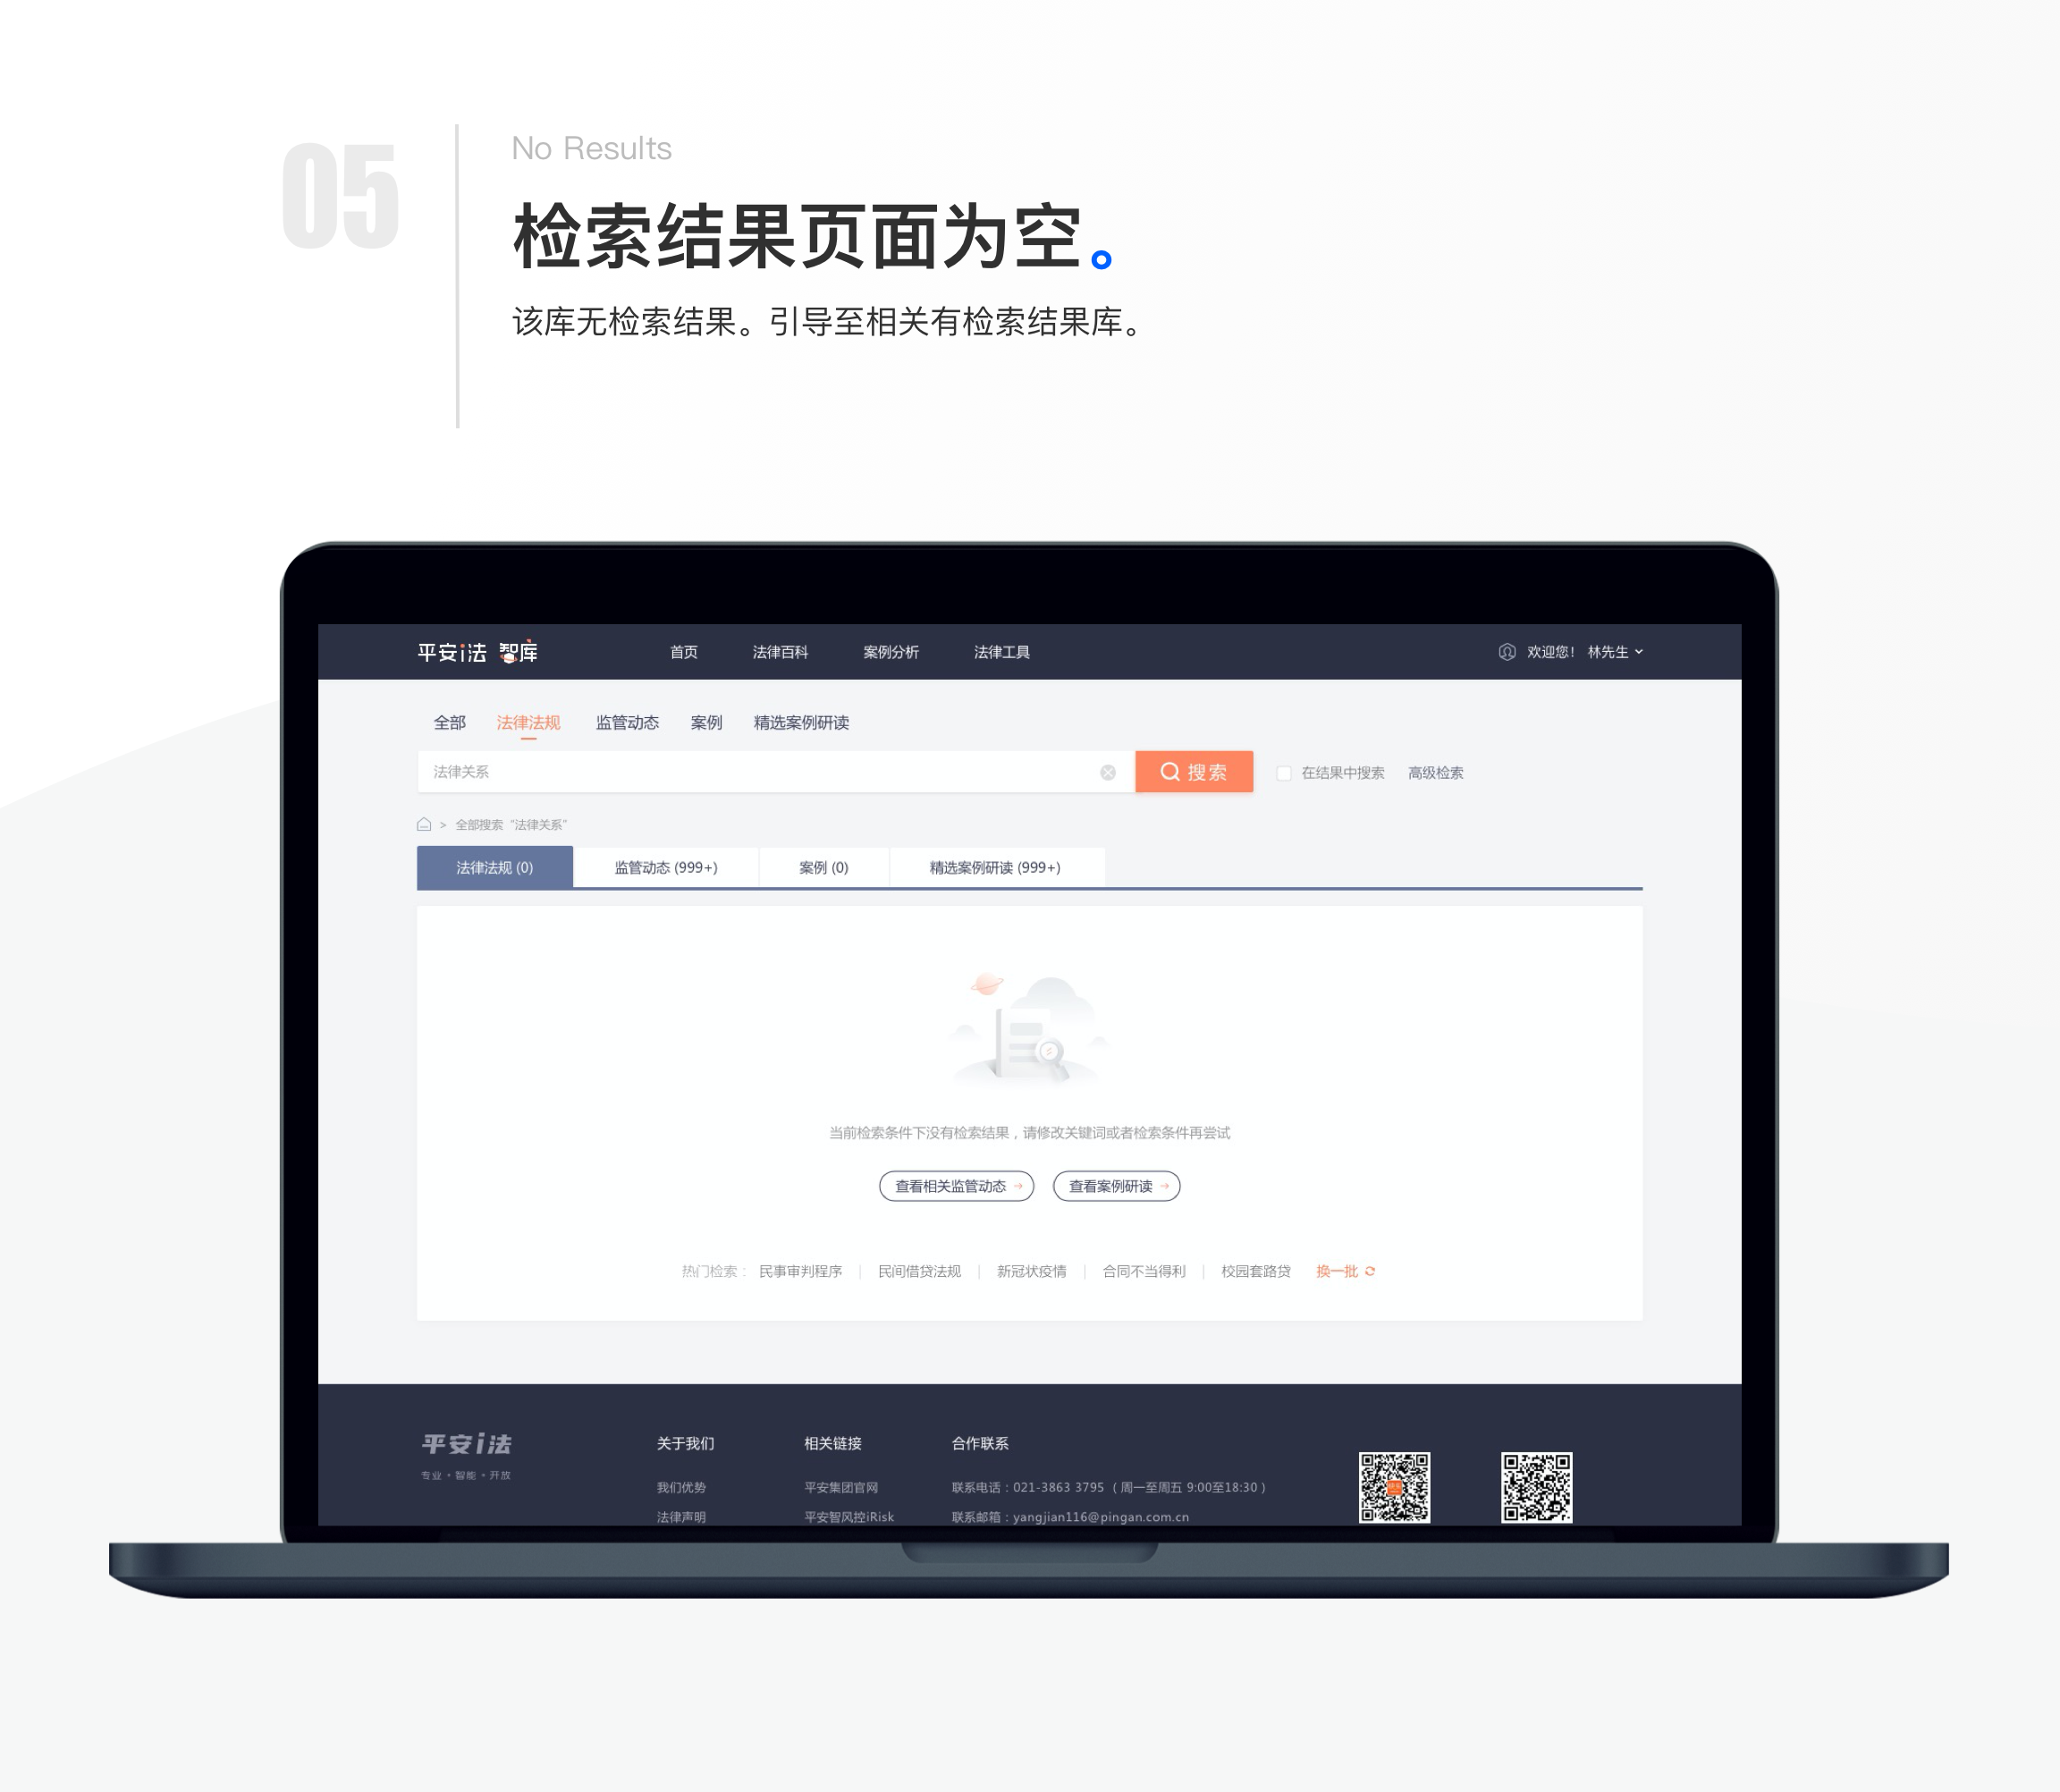 05
No Results
检索结果页面为空。
该库无检索结果。引导至相关有检索结果库。
平安i法 智库 首页 法律百科 案例分析 法律工具 欢迎您! 林先生
全部 法律法规 监管动态 案例 精选案例研读
法律关系 搜索 在结果中搜索 高级检索
> 全部搜索 “法律关系”
法律法规 (0) 监管动态 (999+) 案例 (0) 精选案例研读 (999+)
当前检索条件下没有检索结果，请修改关键词或者检索条件再尝试
查看相关监管动态 → 查看案例研读 →
热门检索： 民事审判程序 | 民间借贷法规 | 新冠状疫情 | 合同不当得利 | 校园套路贷 换一批
平安i法 关于我们 相关链接 合作联系
专业 • 智能 • 开放 我们优势 平安集团官网 联系电话：021-3863 3795 （ 周一至周五 9:00至18:30 ）
法律声明 平安智风控iRisk 联系邮箱：yangjian116@pingan.com.cn